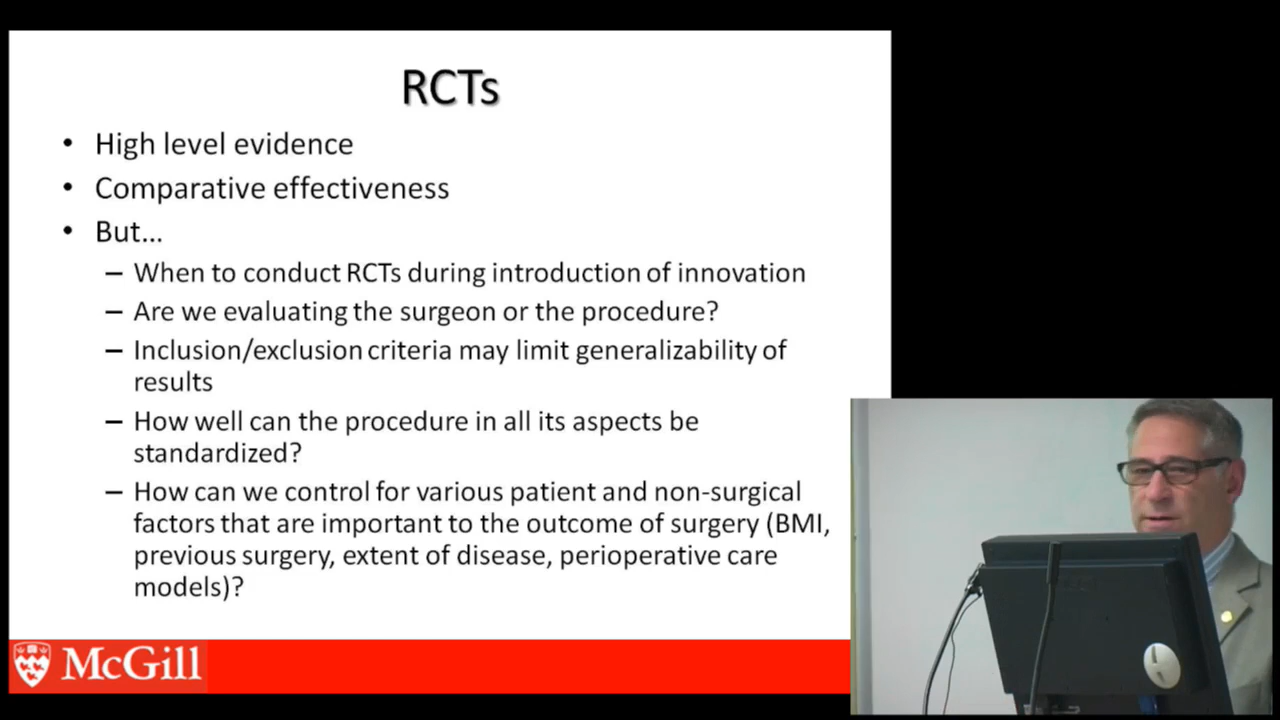 RCTs
• High level evidence
• Comparative effectiveness
• But...
– When to conduct RCTs during introduction of innovation
– Are we evaluating the surgeon or the procedure?
– Inclusion/exclusion criteria may limit generalizability of
results
– How well can the procedure in all its aspects be
standardized?
– How can we control for various patient and non-surgical
factors that are important to the outcome of surgery (BMI,
previous surgery, extent of disease, perioperative care
models)?
McGill